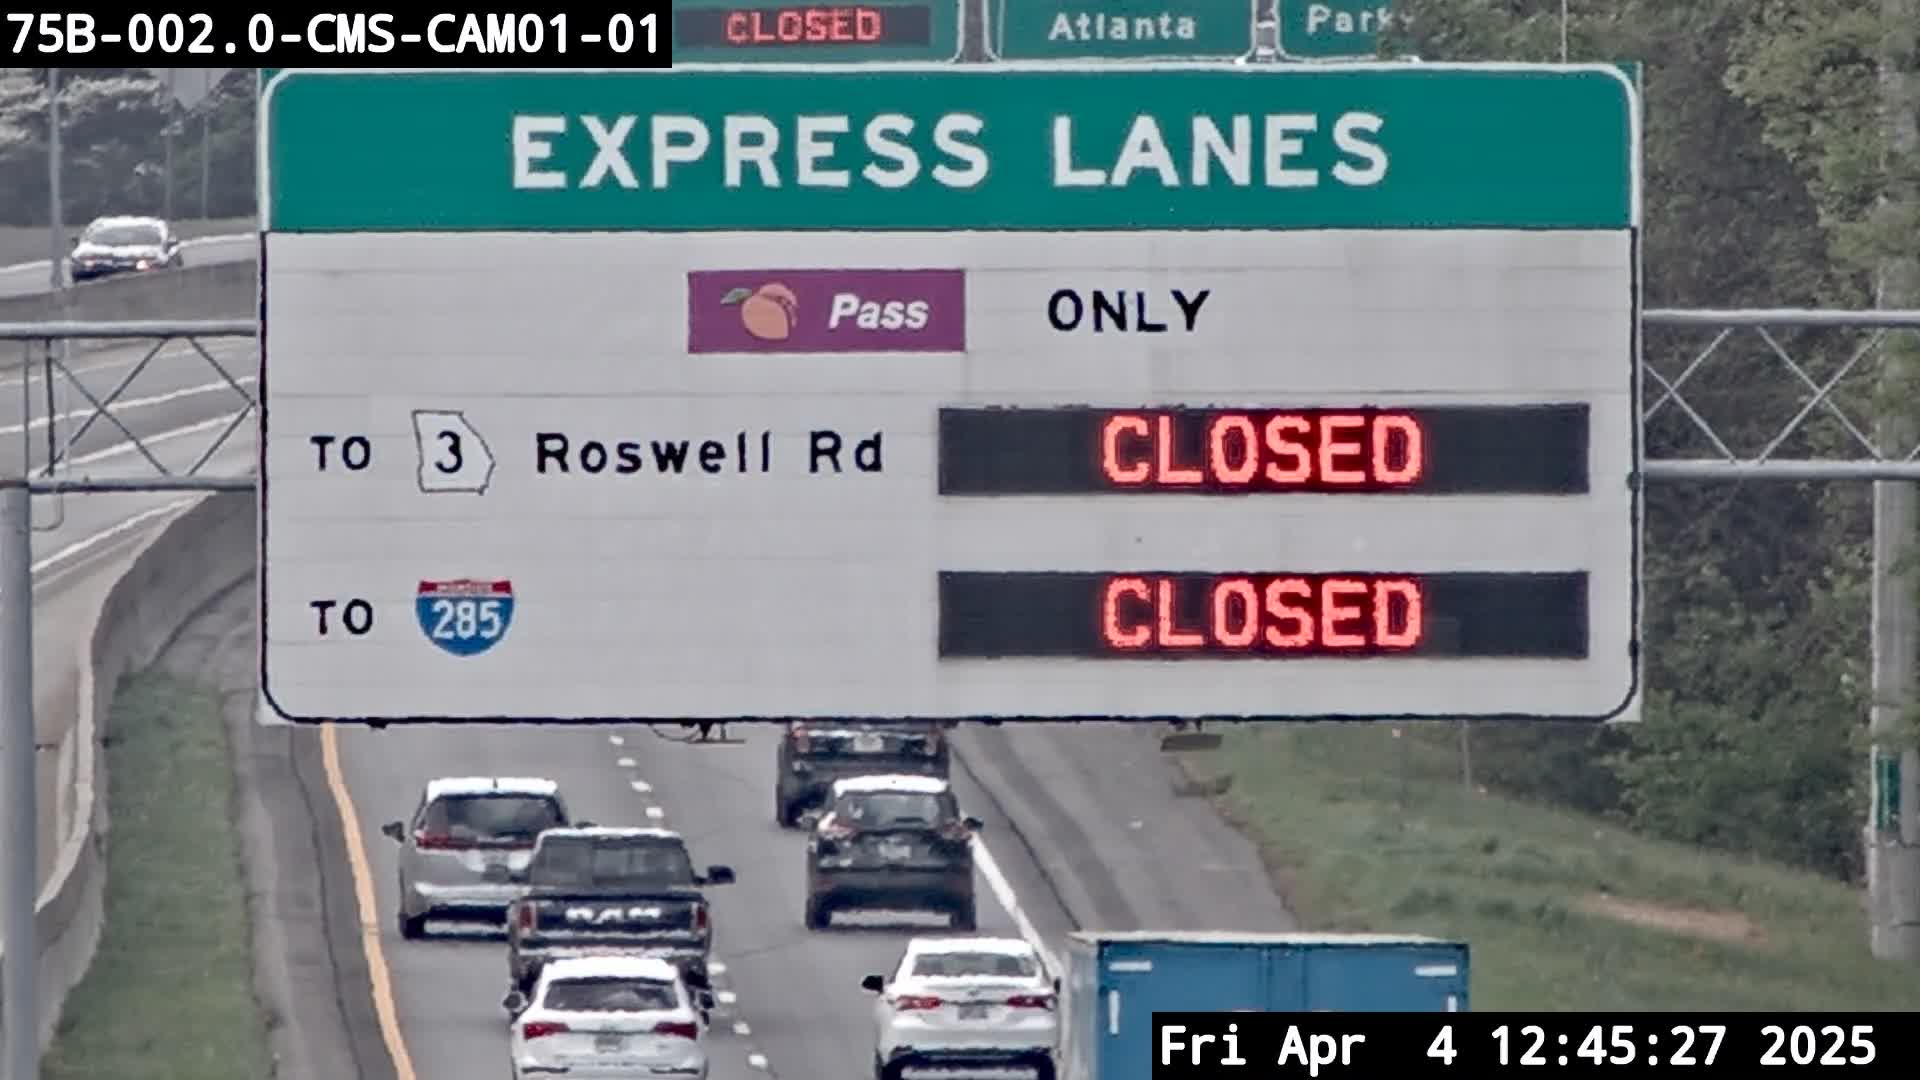 75B-002.0-CMS-CAM01-01
CLOSED
Atlanta
EXPRESS LANES
Pass ONLY
TO 3 Roswell Rd CLOSED
TO 285 CLOSED
RAM
Fri Apr 4 12:45:27 2025